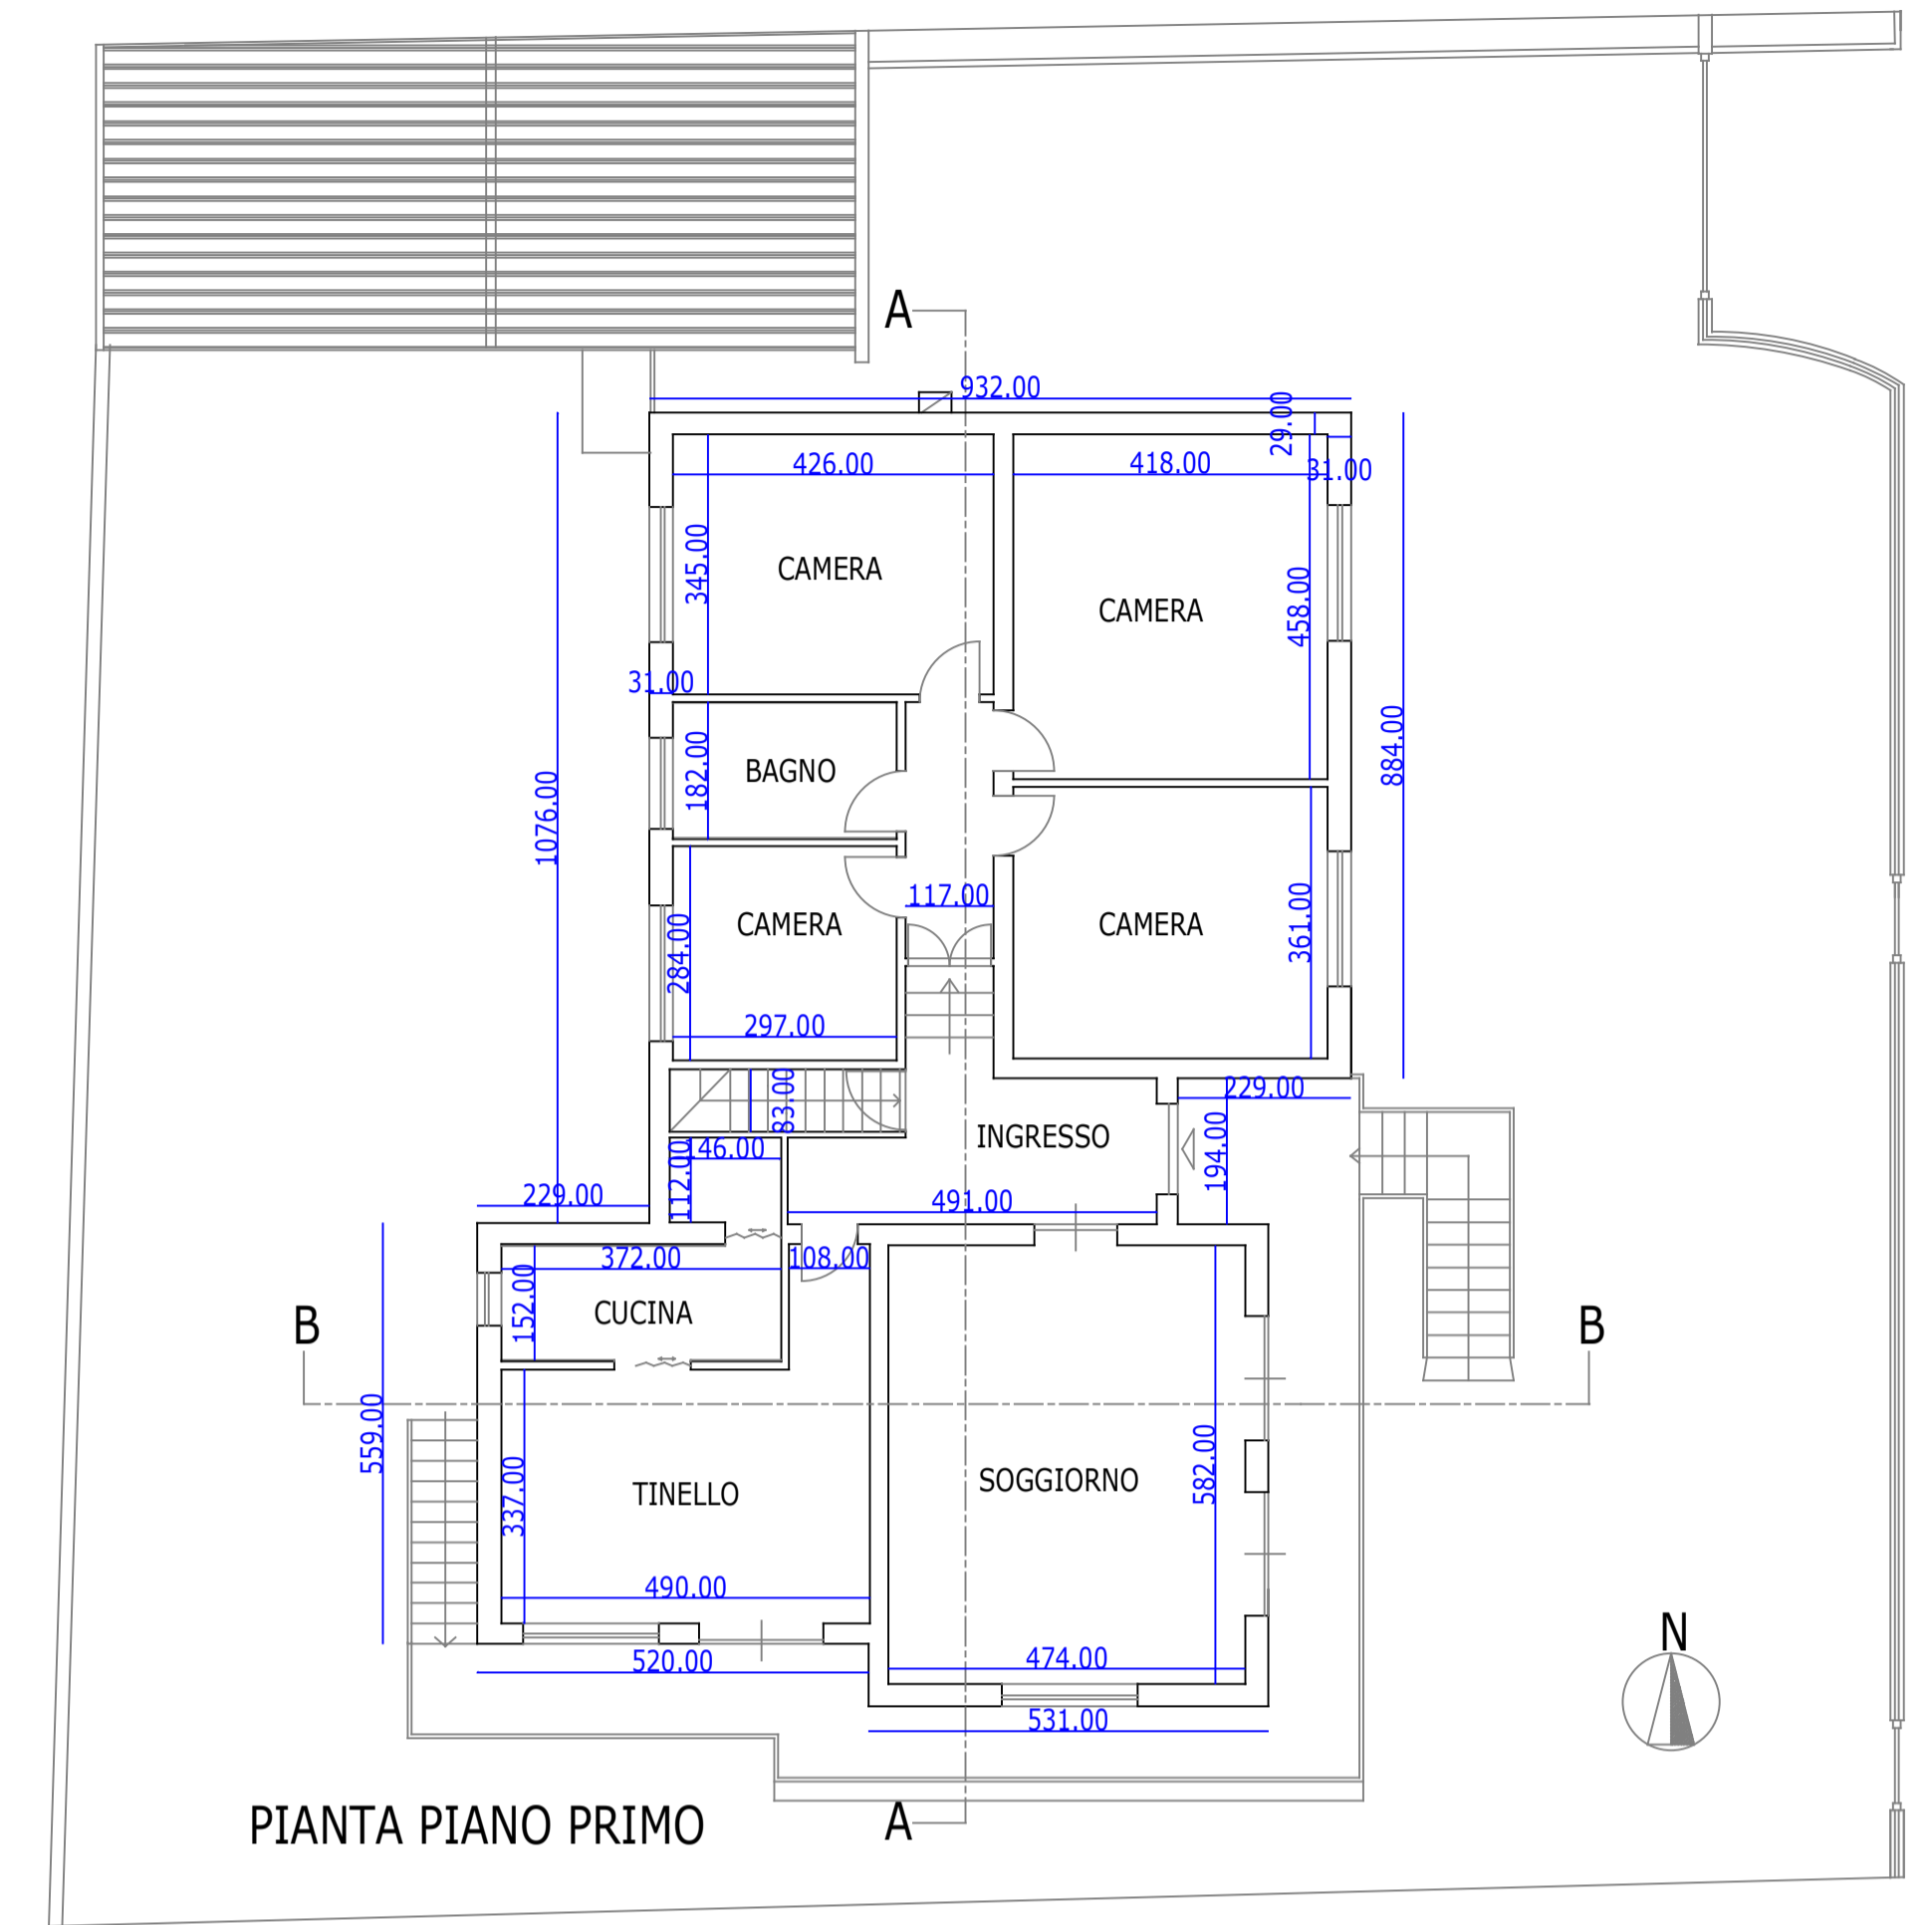 A
932.00
29.00
426.00
418.00
31.00
345.00
CAMERA
458.00
CAMERA
31.00
884.00
182.00
BAGNO
1076.00
117.00
CAMERA
284.00
CAMERA
361.00
297.00
83.00
229.00
INGRESSO
194.00
146.00
112.00
229.00
491.00
372.00
108.00
152.00
CUCINA
B
B
559.00
337.00
TINELLO
SOGGIORNO
582.00
490.00
520.00
474.00
N
531.00
PIANTA PIANO PRIMO
A